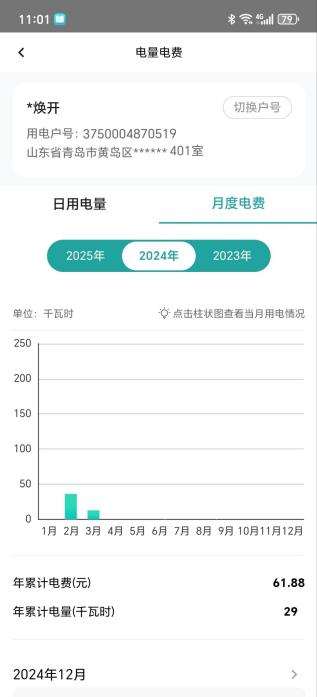 11:01 4G 79
电量电费
*焕开 切换户号
用电户号：3750004870519
山东省青岛市黄岛区****** 401室
日用电量 月度电费
2025年 2024年 2023年
单位：千瓦时 点击柱状图查看当月用电情况
250
200
150
100
50
0
1月 2月 3月 4月 5月 6月 7月 8月 9月 10月 11月 12月
年累计电费(元) 61.88
年累计电量(千瓦时) 29
2024年12月